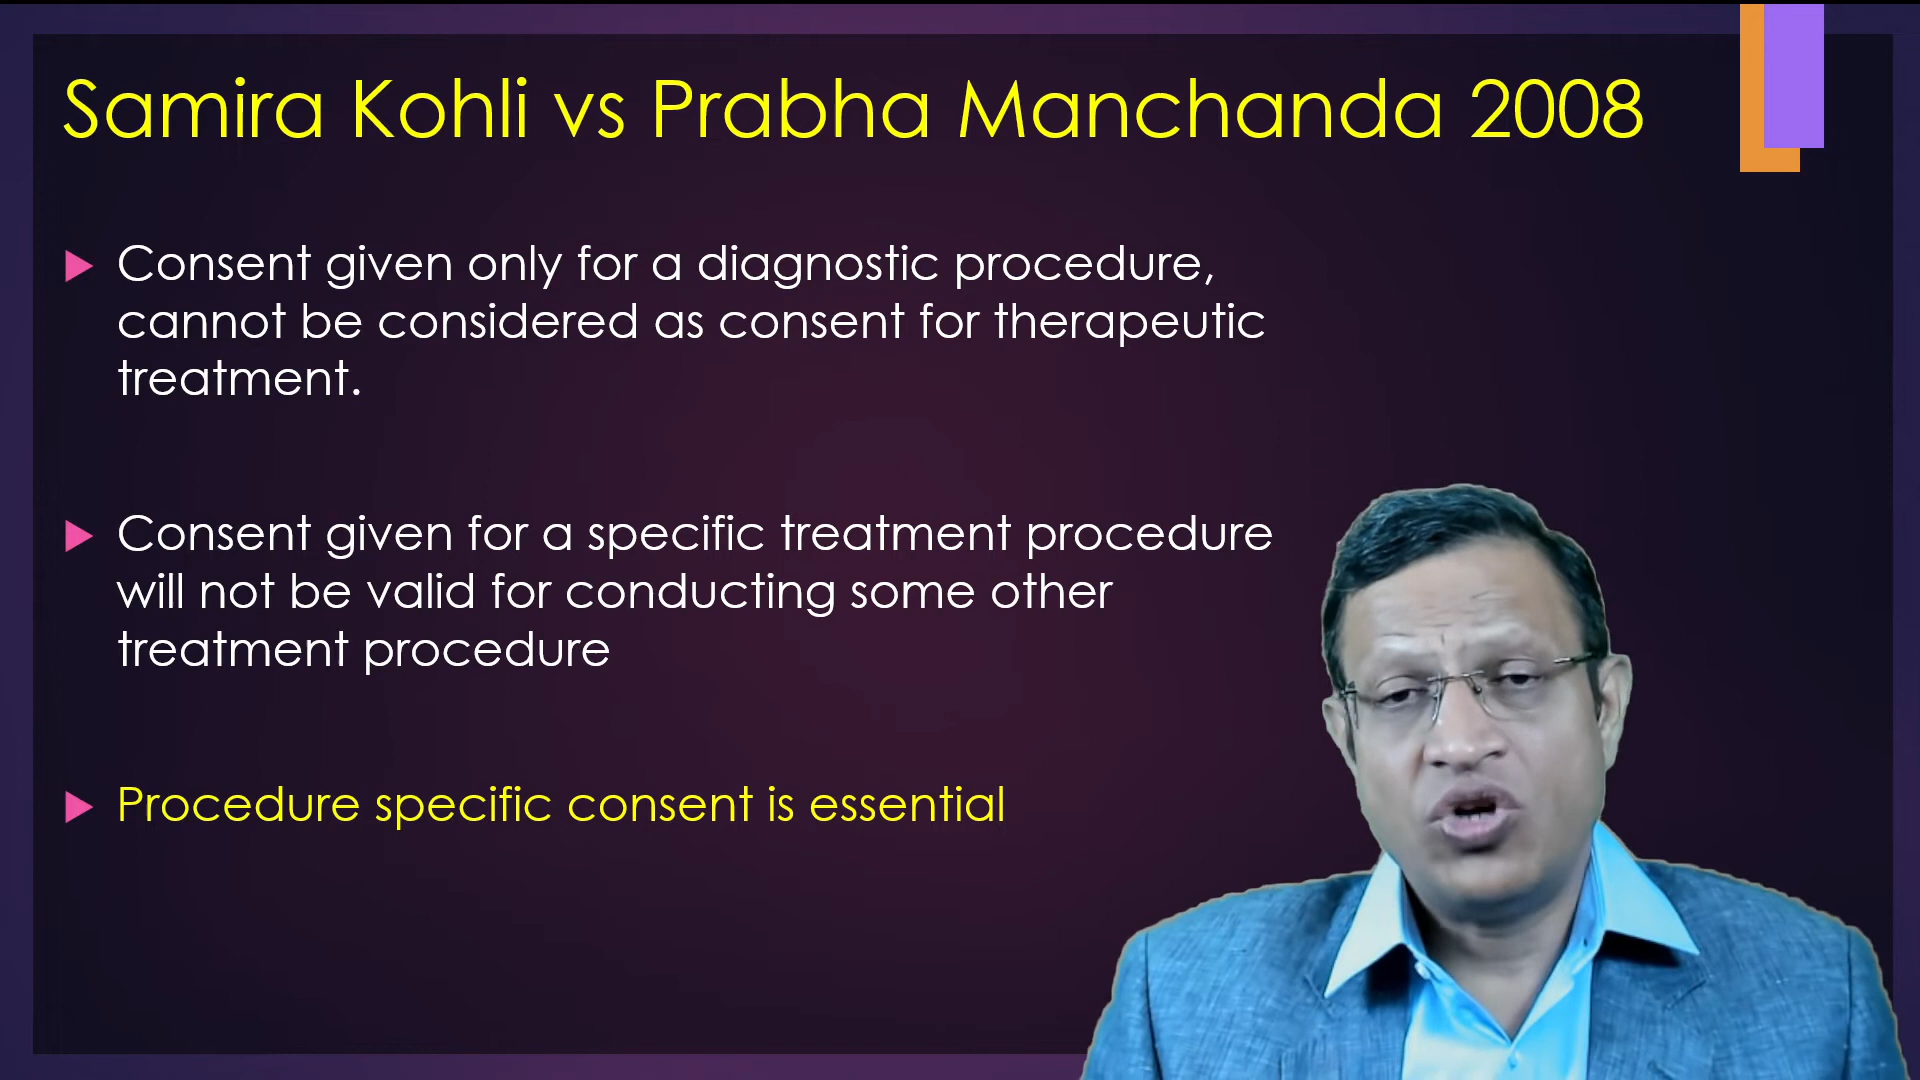 Samira Kohli vs Prabha Manchanda 2008
Consent given only for a diagnostic procedure,
cannot be considered as consent for therapeutic
treatment.
Consent given for a specific treatment procedure
will not be valid for conducting some other
treatment procedure
Procedure specific consent is essential